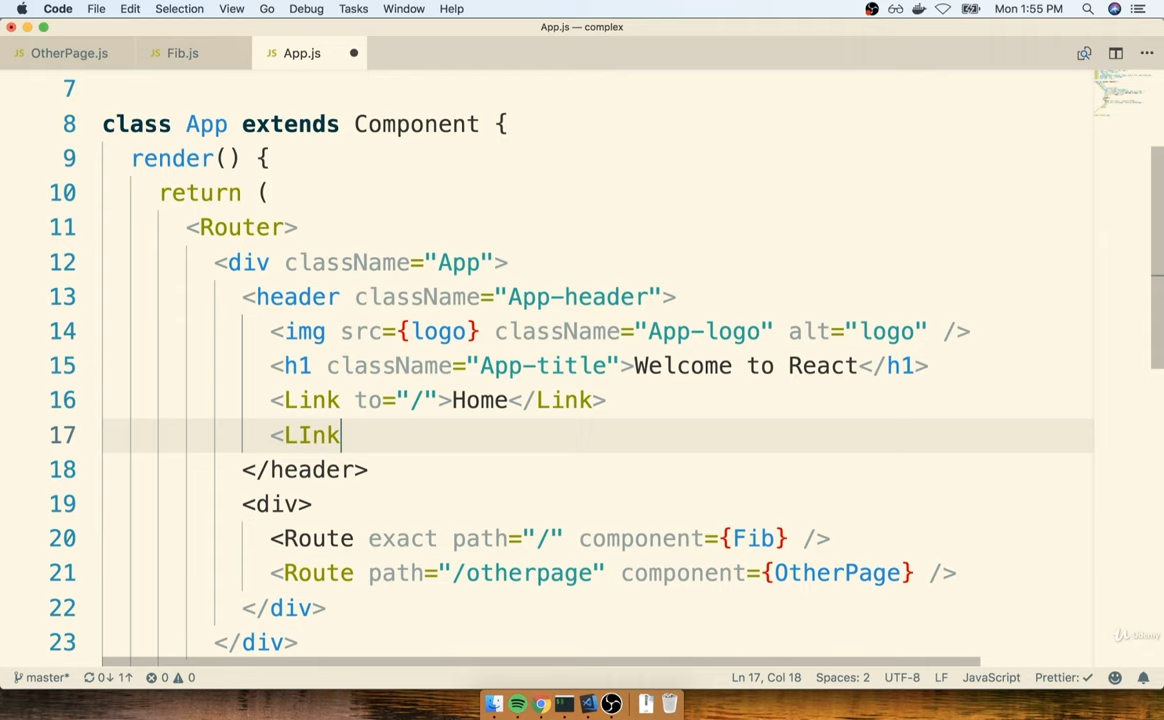 Code File Edit Selection View Go Debug Tasks Window Help Mon 1:55 PM
App.js — complex
JS OtherPage.js JS Fib.js JS App.js
7
8 class App extends Component {
9 render() {
10 return (
11 <Router>
12 <div className="App">
13 <header className="App-header">
14 <img src={logo} className="App-logo" alt="logo" />
15 <h1 className="App-title">Welcome to React</h1>
16 <Link to="/">Home</Link>
17 <LInk
18 </header>
19 <div>
20 <Route exact path="/" component={Fib} />
21 <Route path="/otherpage" component={OtherPage} />
22 </div>
23 </div>
Udemy
master* 0↓ 1↑ 0 0 Ln 17, Col 18 Spaces: 2 UTF-8 LF JavaScript Prettier: ✓